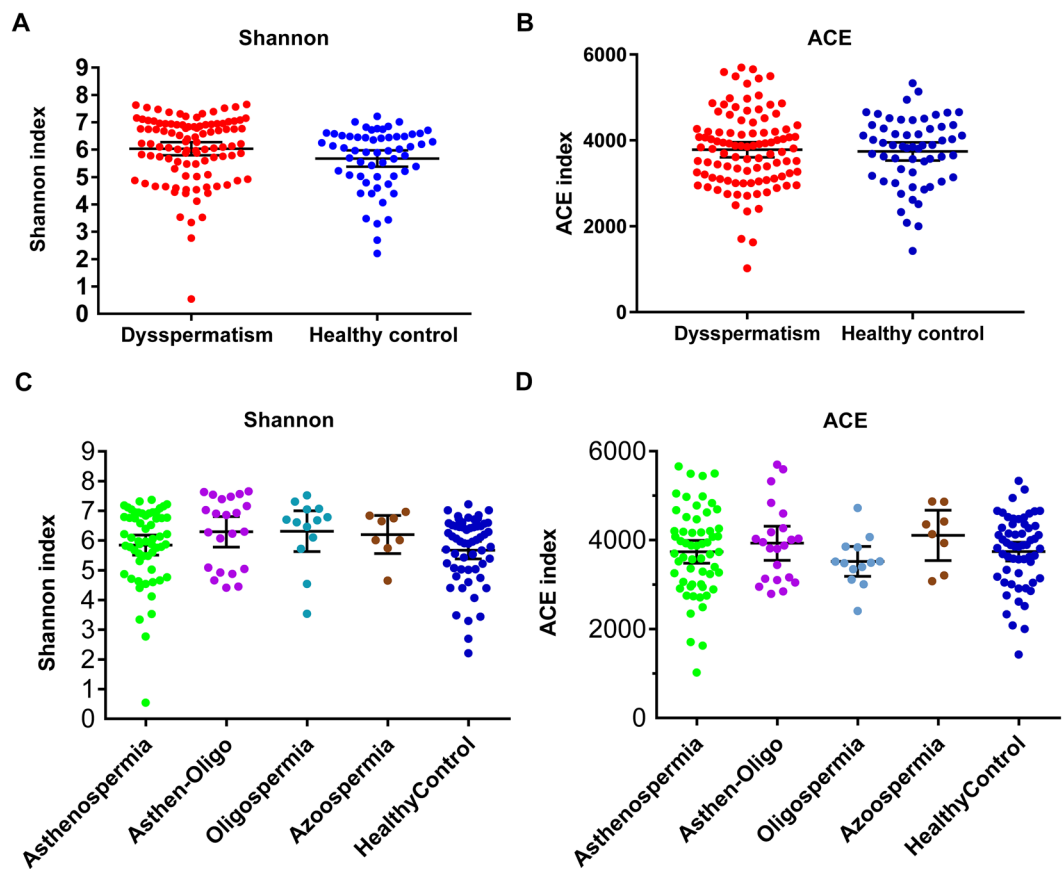 A
Shannon
Shannon index
9
8
7
6
5
4
3
2
1
0
Dysspermatism
Healthy control
B
ACE
ACE index
6000
4000
2000
0
Dysspermatism
Healthy control
C
Shannon
Shannon index
9
8
7
6
5
4
3
2
1
0
Asthenospermia
Asthen-Oligo
Oligospermia
Azoospermia
HealthyControl
D
ACE
ACE index
6000
4000
2000
0
Asthenospermia
Asthen-Oligo
Oligospermia
Azoospermia
HealthyControl